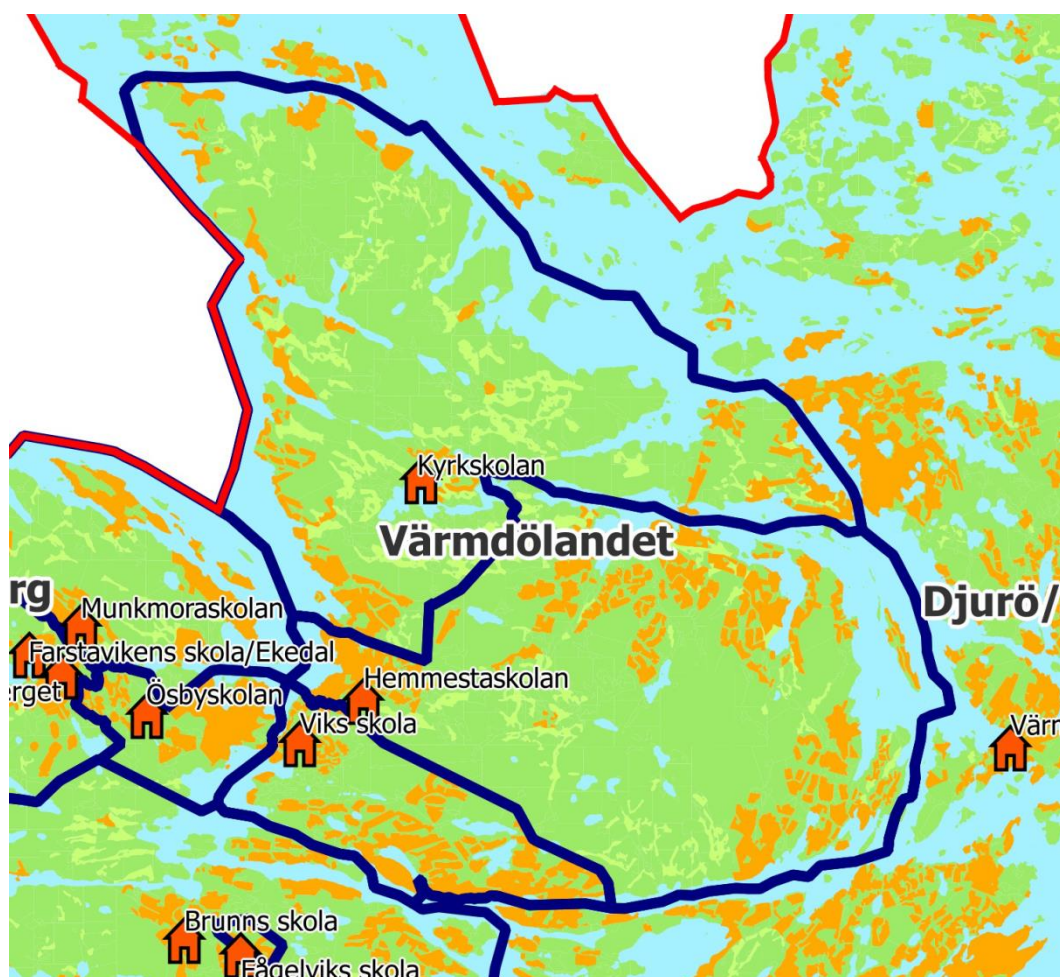 Kyrkskolan
Värmdölandet
rg
Djurö/
Munkmoraskolan
Farstavikens skola/Ekedal
erget
Ösbyskolan
Hemmestaskolan
Viks skola
Värm
Brunns skola
Fågelviks skola